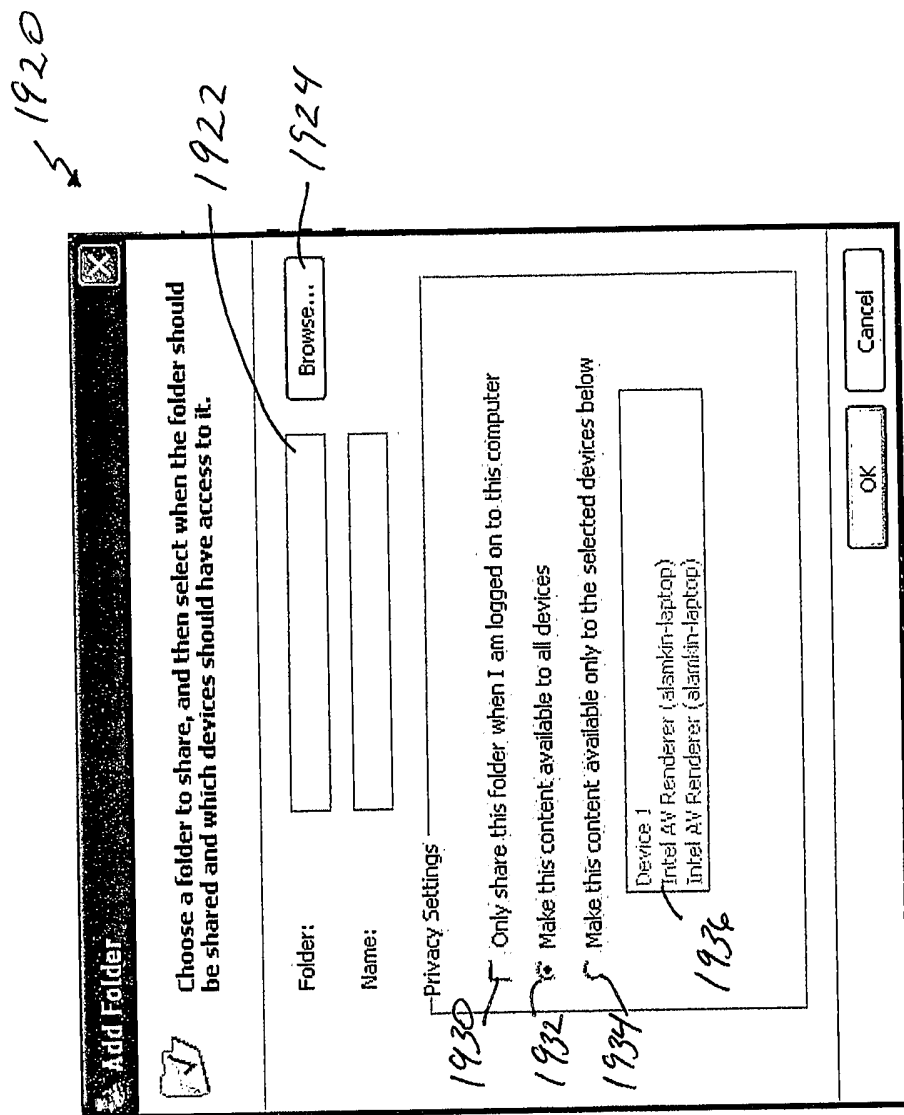 1920
Add Folder
Choose a folder to share, and then select when the folder should
be shared and which devices should have access to it.
1922
Folder:
Browse...
1924
Name:
Privacy Settings
1930
Only share this folder when I am logged on to this computer
1932
Make this content available to all devices
1934
Make this content available only to the selected devices below
Device 1
Intel AV Renderer (alamkin-laptop)
Intel AV Renderer (alamkin-laptop)
1936
OK
Cancel